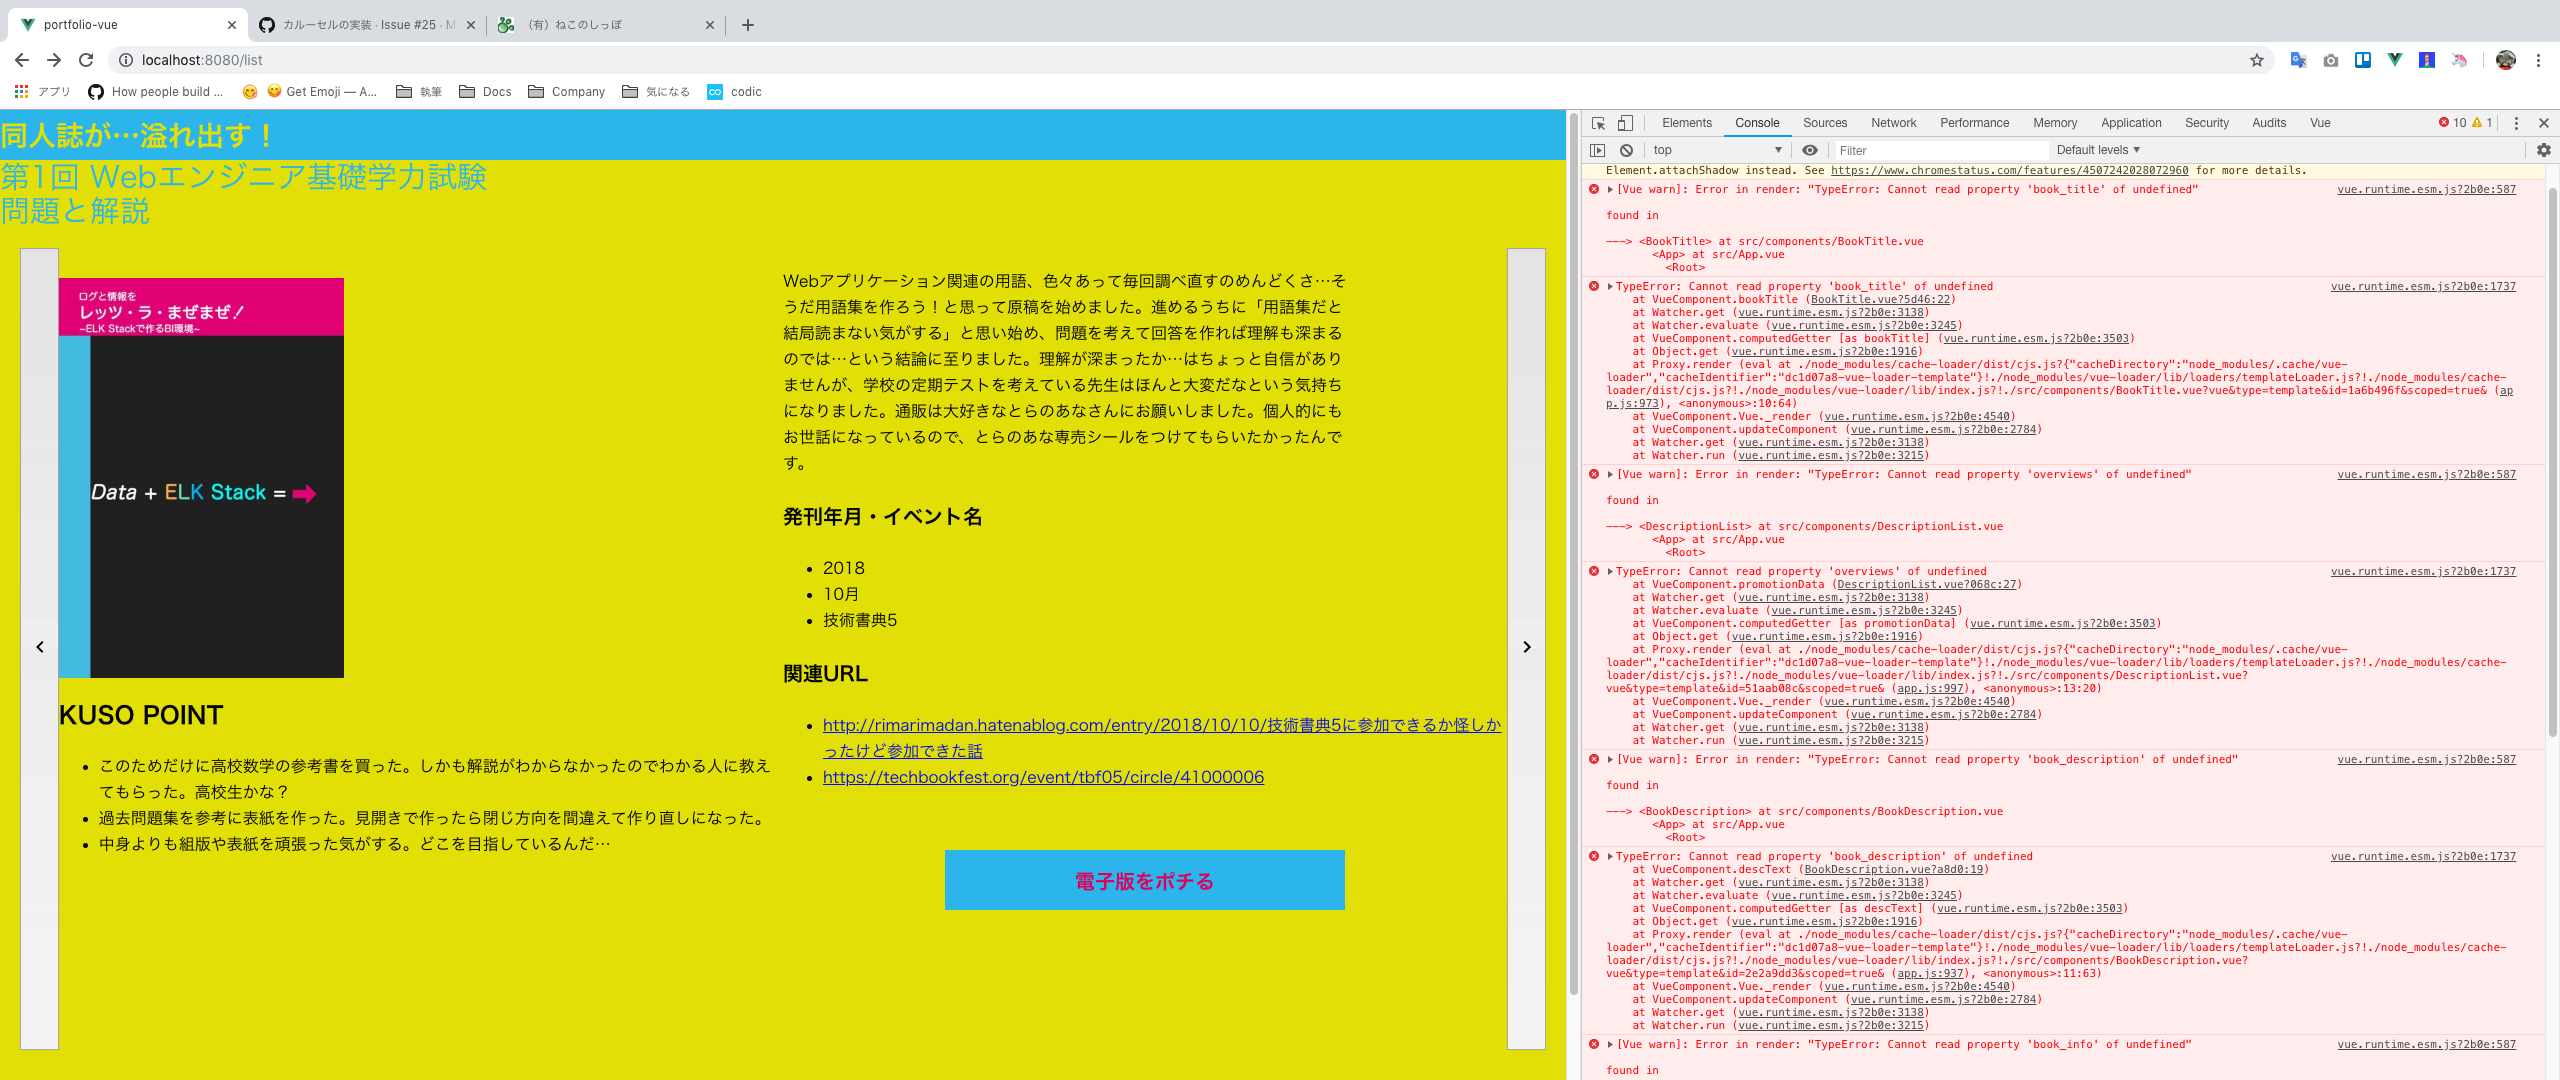 portfolio-vue
カルーセルの実装 · Issue #25 · M
（有）ねこのしっぽ
localhost:8080/list
アプリ
How people build ...
Get Emoji — A...
執筆
Docs
Company
気になる
codic
同人誌が…溢れ出す！
第1回 Webエンジニア基礎学力試験
問題と解説
ログと情報を
レッツ・ラ・まぜまぜ！
~ELK Stackで作るBI環境~
Data + ELK Stack =
KUSO POINT
このためだけに高校数学の参考書を買った。しかも解説がわからなかったのでわかる人に教え
てもらった。高校生かな？
過去問題集を参考に表紙を作った。見開きで作ったら閉じ方向を間違えて作り直しになった。
中身よりも組版や表紙を頑張った気がする。どこを目指しているんだ…
Webアプリケーション関連の用語、色々あって毎回調べ直すのめんどくさ…そ
うだ用語集を作ろう！と思って原稿を始めました。進めるうちに「用語集だと
結局読まない気がする」と思い始め、問題を考えて回答を作れば理解も深まる
のでは…という結論に至りました。理解が深まったか…はちょっと自信があり
ませんが、学校の定期テストを考えている先生はほんと大変だなという気持ち
になりました。通販は大好きなとらのあなさんにお願いしました。個人的にも
お世話になっているので、とらのあな専売シールをつけてもらいたかったんで
す。
発刊年月・イベント名
2018
10月
技術書典5
関連URL
http://rimarimadan.hatenablog.com/entry/2018/10/10/技術書典5に参加できるか怪しか
ったけど参加できた話
https://techbookfest.org/event/tbf05/circle/41000006
電子版をポチる
Elements Console Sources Network Performance Memory Application Security Audits Vue 10 1
top Filter Default levels
Element.attachShadow instead. See https://www.chromestatus.com/features/4507242028072960 for more details.
[Vue warn]: Error in render: "TypeError: Cannot read property 'book_title' of undefined" vue.runtime.esm.js?2b0e:587
found in
---> <BookTitle> at src/components/BookTitle.vue
<App> at src/App.vue
<Root>
TypeError: Cannot read property 'book_title' of undefined vue.runtime.esm.js?2b0e:1737
at VueComponent.bookTitle (BookTitle.vue?5d46:22)
at Watcher.get (vue.runtime.esm.js?2b0e:3138)
at Watcher.evaluate (vue.runtime.esm.js?2b0e:3245)
at VueComponent.computedGetter [as bookTitle] (vue.runtime.esm.js?2b0e:3503)
at Object.get (vue.runtime.esm.js?2b0e:1916)
at Proxy.render (eval at ./node_modules/cache-loader/dist/cjs.js?{"cacheDirectory":"node_modules/.cache/vue-
loader","cacheIdentifier":"dc1d07a8-vue-loader-template"}!./node_modules/vue-loader/lib/loaders/templateLoader.js?!./node_modules/cache-
loader/dist/cjs.js?!./node_modules/vue-loader/lib/index.js?!./src/components/BookTitle.vue?vue&type=template&id=1a6b496f&scoped=true& (ap
p.js:973), <anonymous>:10:64)
at VueComponent.Vue._render (vue.runtime.esm.js?2b0e:4540)
at VueComponent.updateComponent (vue.runtime.esm.js?2b0e:2784)
at Watcher.get (vue.runtime.esm.js?2b0e:3138)
at Watcher.run (vue.runtime.esm.js?2b0e:3215)
[Vue warn]: Error in render: "TypeError: Cannot read property 'overviews' of undefined" vue.runtime.esm.js?2b0e:587
found in
---> <DescriptionList> at src/components/DescriptionList.vue
<App> at src/App.vue
<Root>
TypeError: Cannot read property 'overviews' of undefined vue.runtime.esm.js?2b0e:1737
at VueComponent.promotionData (DescriptionList.vue?068c:27)
at Watcher.get (vue.runtime.esm.js?2b0e:3138)
at Watcher.evaluate (vue.runtime.esm.js?2b0e:3245)
at VueComponent.computedGetter [as promotionData] (vue.runtime.esm.js?2b0e:3503)
at Object.get (vue.runtime.esm.js?2b0e:1916)
at Proxy.render (eval at ./node_modules/cache-loader/dist/cjs.js?{"cacheDirectory":"node_modules/.cache/vue-
loader","cacheIdentifier":"dc1d07a8-vue-loader-template"}!./node_modules/vue-loader/lib/loaders/templateLoader.js?!./node_modules/cache-
loader/dist/cjs.js?!./node_modules/vue-loader/lib/index.js?!./src/components/DescriptionList.vue?
vue&type=template&id=51aab08c&scoped=true& (app.js:997), <anonymous>:13:20)
at VueComponent.Vue._render (vue.runtime.esm.js?2b0e:4540)
at VueComponent.updateComponent (vue.runtime.esm.js?2b0e:2784)
at Watcher.get (vue.runtime.esm.js?2b0e:3138)
at Watcher.run (vue.runtime.esm.js?2b0e:3215)
[Vue warn]: Error in render: "TypeError: Cannot read property 'book_description' of undefined" vue.runtime.esm.js?2b0e:587
found in
---> <BookDescription> at src/components/BookDescription.vue
<App> at src/App.vue
<Root>
TypeError: Cannot read property 'book_description' of undefined vue.runtime.esm.js?2b0e:1737
at VueComponent.descText (BookDescription.vue?a8d0:19)
at Watcher.get (vue.runtime.esm.js?2b0e:3138)
at Watcher.evaluate (vue.runtime.esm.js?2b0e:3245)
at VueComponent.computedGetter [as descText] (vue.runtime.esm.js?2b0e:3503)
at Object.get (vue.runtime.esm.js?2b0e:1916)
at Proxy.render (eval at ./node_modules/cache-loader/dist/cjs.js?{"cacheDirectory":"node_modules/.cache/vue-
loader","cacheIdentifier":"dc1d07a8-vue-loader-template"}!./node_modules/vue-loader/lib/loaders/templateLoader.js?!./node_modules/cache-
loader/dist/cjs.js?!./node_modules/vue-loader/lib/index.js?!./src/components/BookDescription.vue?
vue&type=template&id=2e2a9dd3&scoped=true& (app.js:937), <anonymous>:11:63)
at VueComponent.Vue._render (vue.runtime.esm.js?2b0e:4540)
at VueComponent.updateComponent (vue.runtime.esm.js?2b0e:2784)
at Watcher.get (vue.runtime.esm.js?2b0e:3138)
at Watcher.run (vue.runtime.esm.js?2b0e:3215)
[Vue warn]: Error in render: "TypeError: Cannot read property 'book_info' of undefined" vue.runtime.esm.js?2b0e:587
found in